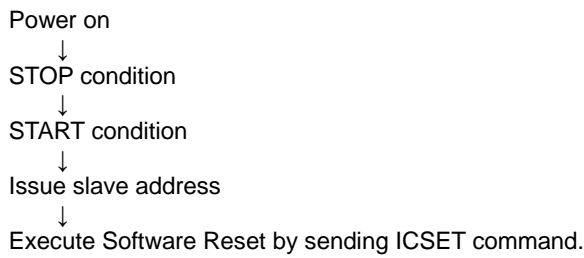 Power on
↓
STOP condition
↓
START condition
↓
Issue slave address
↓
Execute Software Reset by sending ICSET command.